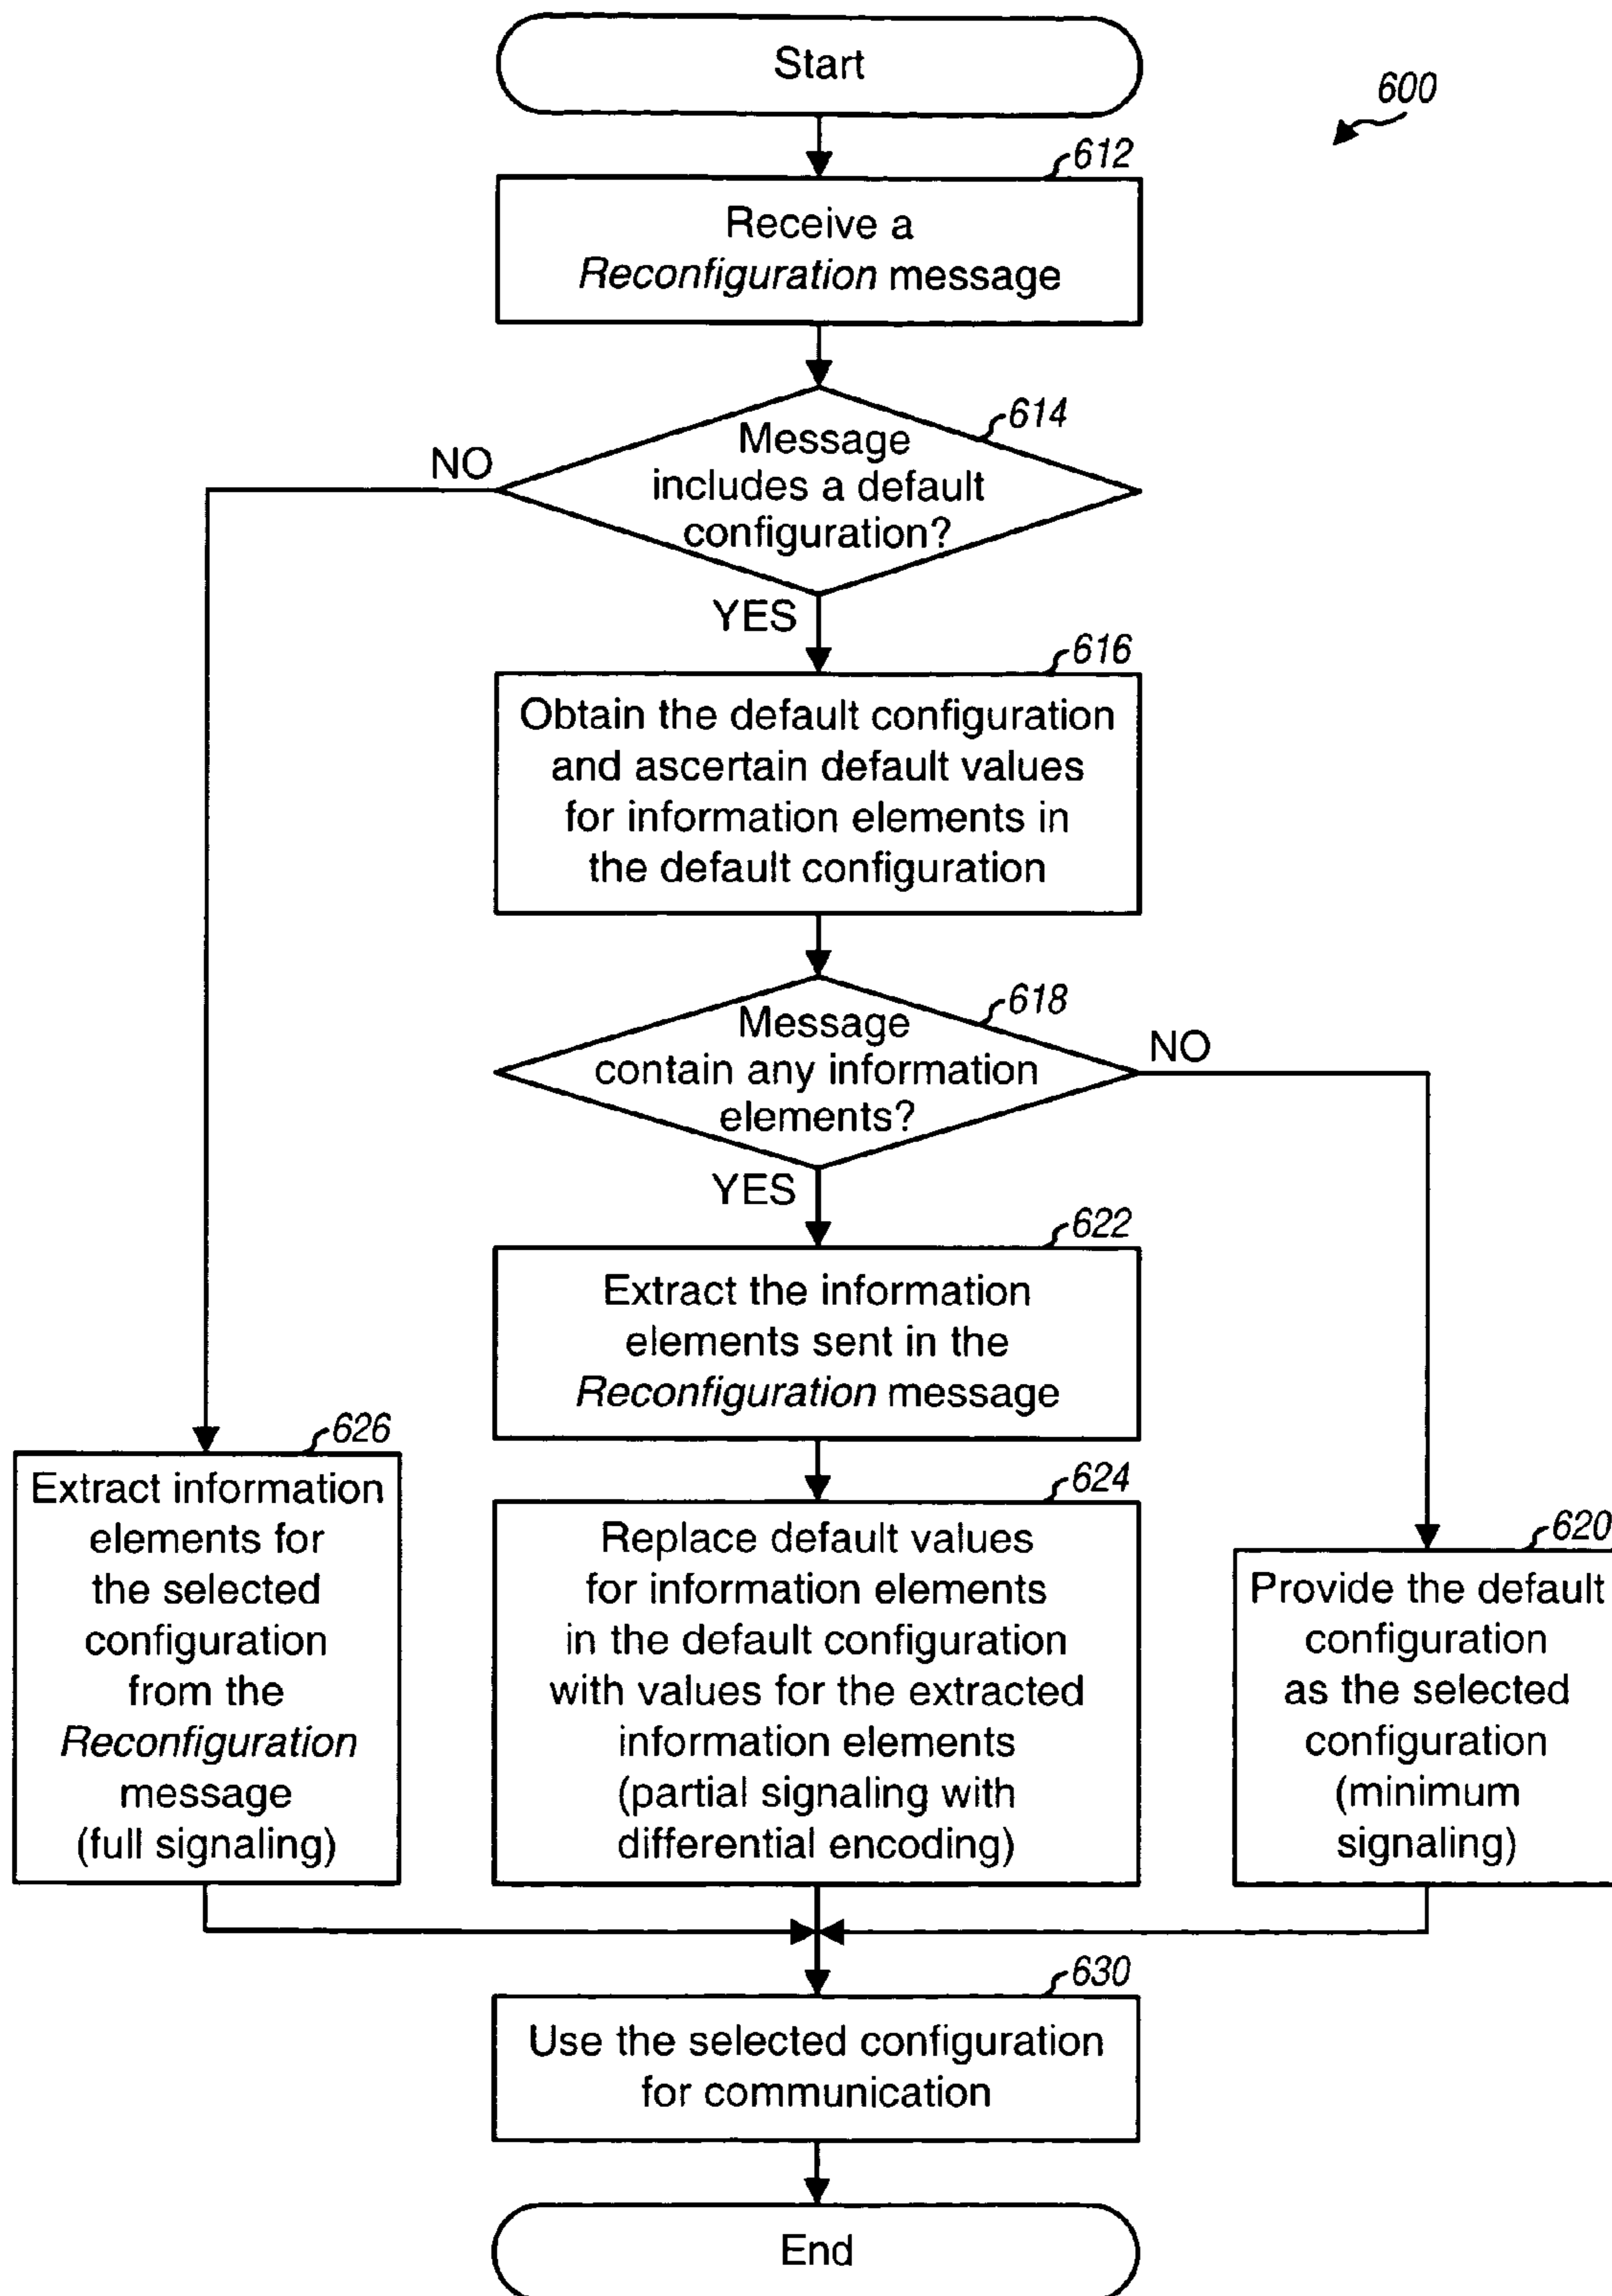 Start
600
612
Receive a
Reconfiguration message
614
Message
includes a default
configuration?
NO
YES
616
Obtain the default configuration
and ascertain default values
for information elements in
the default configuration
618
Message
contain any information
elements?
NO
YES
622
Extract the information
elements sent in the
Reconfiguration message
626
Extract information
elements for
the selected
configuration
from the
Reconfiguration
message
(full signaling)
624
Replace default values
for information elements
in the default configuration
with values for the extracted
information elements
(partial signaling with
differential encoding)
620
Provide the default
configuration
as the selected
configuration
(minimum
signaling)
630
Use the selected configuration
for communication
End